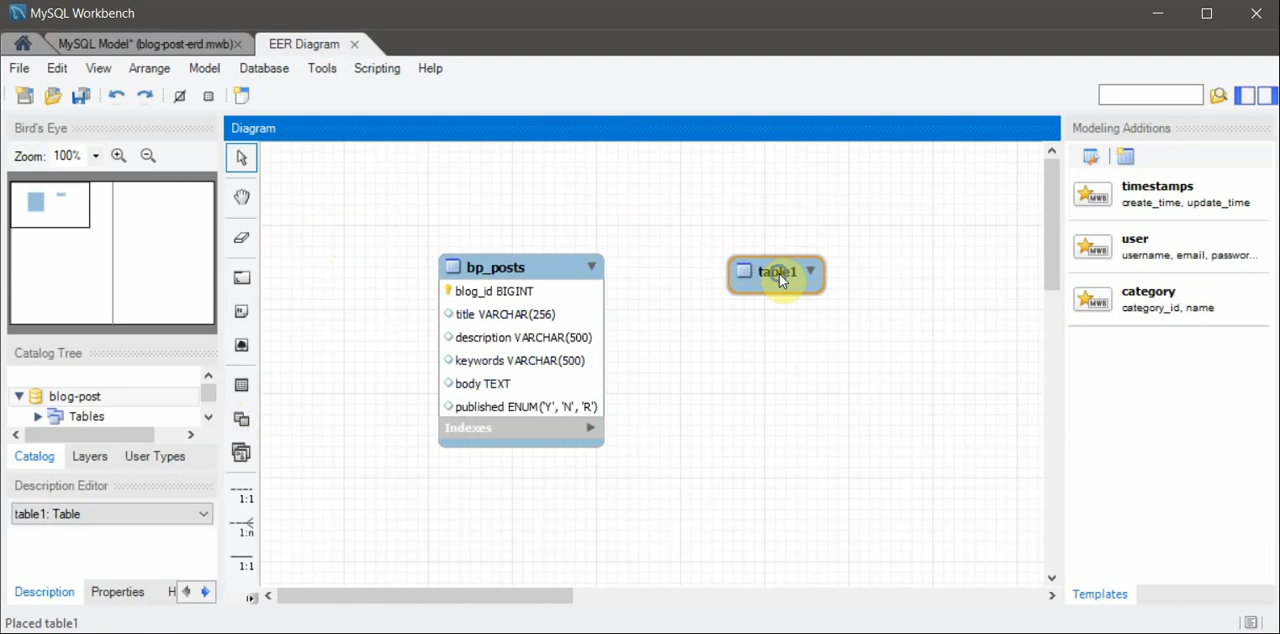 MySQL Workbench
MySQL Model* (blog-post-erd.mwb)
EER Diagram
File Edit View Arrange Model Database Tools Scripting Help
Bird's Eye
Zoom: 100%
Diagram
Modeling Additions
timestamps
create_time, update_time
user
username, email, passwor...
category
category_id, name
bp_posts
blog_id BIGINT
title VARCHAR(256)
description VARCHAR(500)
keywords VARCHAR(500)
body TEXT
published ENUM('Y', 'N', 'R')
Indexes
table1
Catalog Tree
blog-post
Tables
Catalog Layers User Types
Description Editor
table1: Table
1:1
1:n
1:1
Description Properties H
Templates
Placed table1